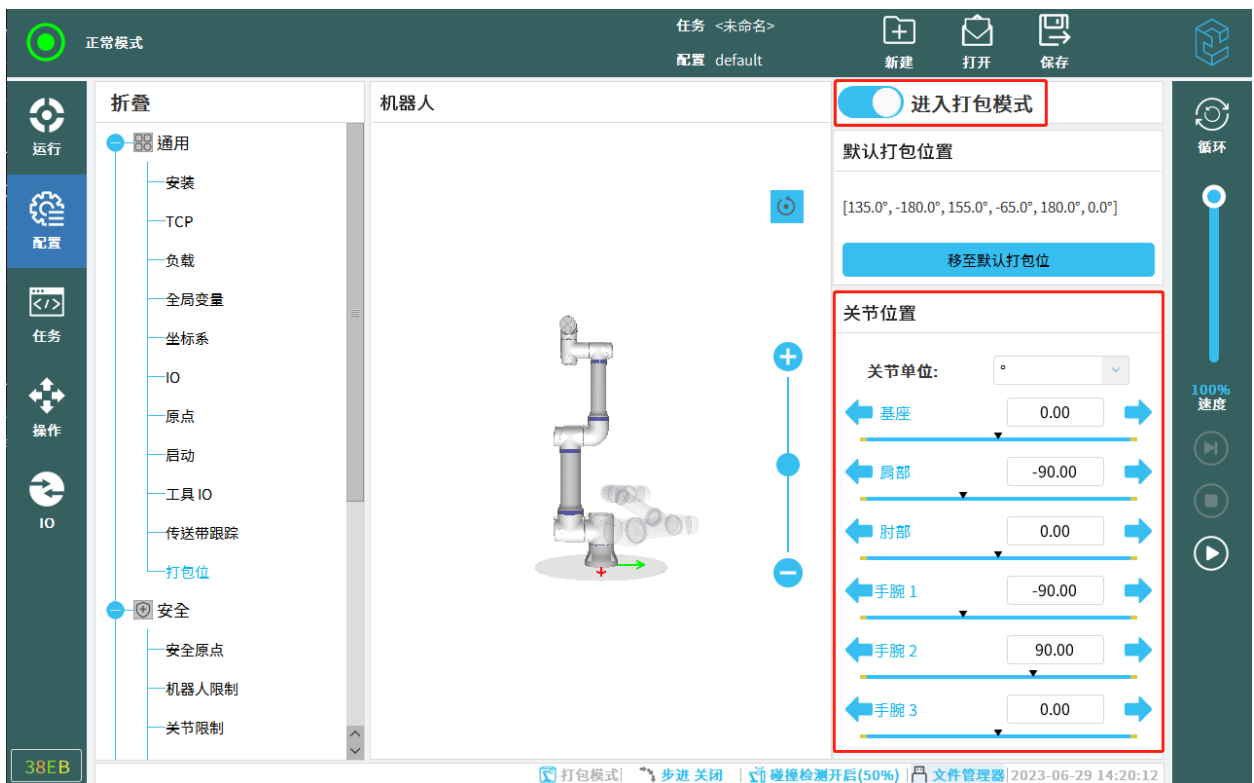 正常模式
任务 <未命名>
配置 default
新建
打开
保存
运行
配置
任务
操作
IO
38EB
折叠
通用
安装
TCP
负载
全局变量
坐标系
IO
原点
启动
工具 IO
传送带跟踪
打包位
安全
安全原点
机器人限制
关节限制
机器人
进入打包模式
默认打包位置
[135.0°, -180.0°, 155.0°, -65.0°, 180.0°, 0.0°]
移至默认打包位
关节位置
关节单位: °
基座 0.00
肩部 -90.00
肘部 0.00
手腕 1 -90.00
手腕 2 90.00
手腕 3 0.00
循环
100%
速度
打包模式 步进 关闭 碰撞检测开启(50%) 文件管理器 2023-06-29 14:20:12